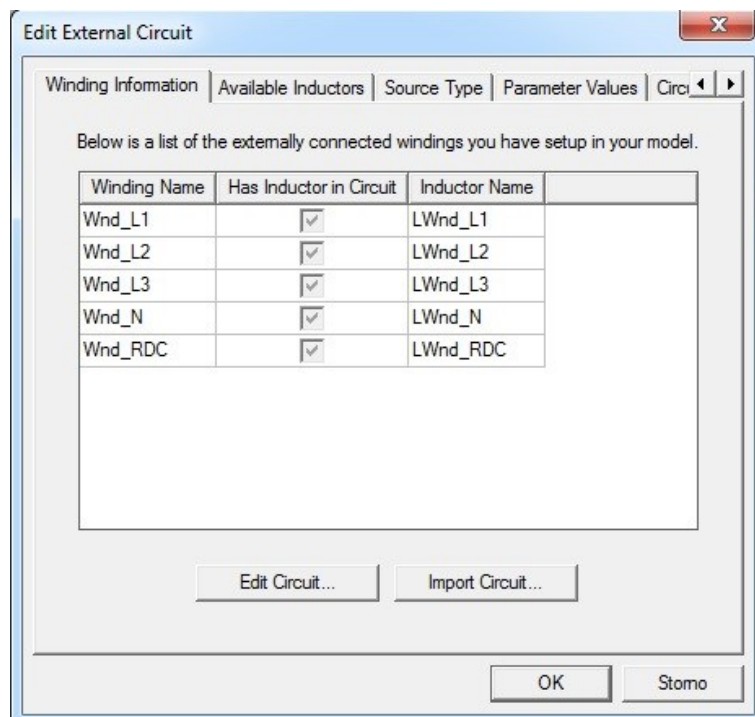 Edit External Circuit
Winding Information Available Inductors Source Type Parameter Values Circ
Below is a list of the externally connected windings you have setup in your model.
Winding Name Has Inductor in Circuit Inductor Name
Wnd_L1 LWnd_L1
Wnd_L2 LWnd_L2
Wnd_L3 LWnd_L3
Wnd_N LWnd_N
Wnd_RDC LWnd_RDC
Edit Circuit... Import Circuit...
OK Storno